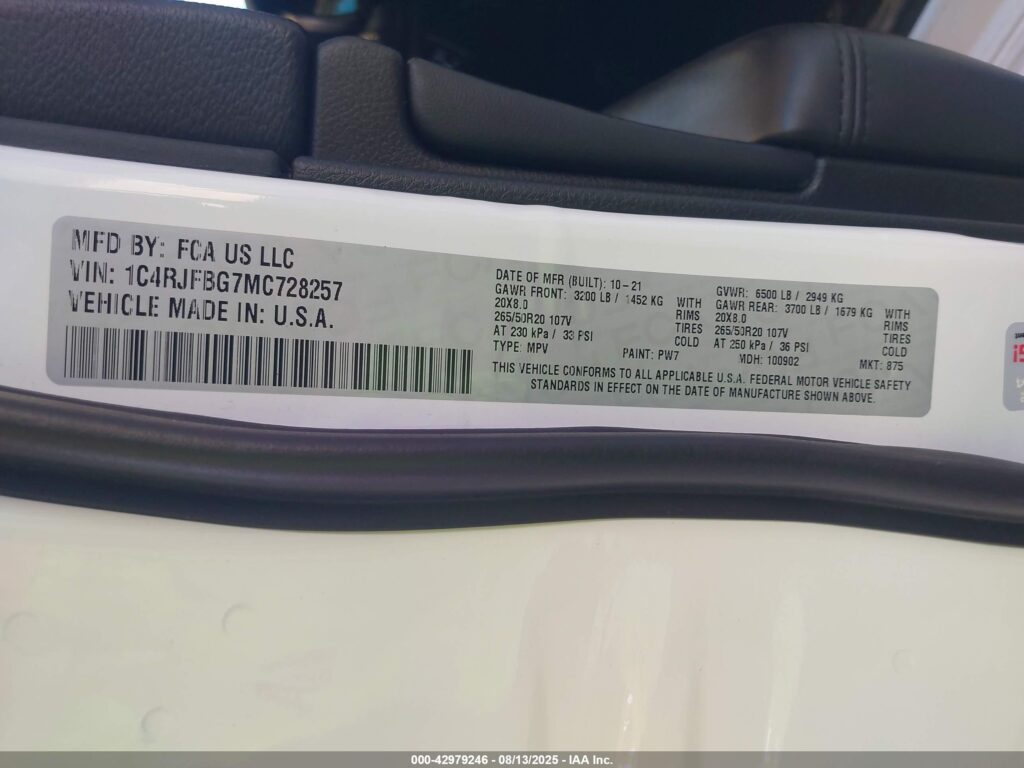 MFD BY: FCA US LLC
VIN: 1C4RJFBG7MC728257
VEHICLE MADE IN: U.S.A.
DATE OF MFR (BUILT): 10-21
GAWR FRONT: 3200 LB / 1452 KG WITH
20X8.0 RIMS
265/50R20 107V TIRES
AT 230 kPa / 33 PSI COLD
TYPE: MPV PAINT: PW7
GVWR: 6500 LB / 2949 KG
GAWR REAR: 3700 LB / 1679 KG WITH
20X8.0 RIMS
265/50R20 107V TIRES
AT 250 kPa / 36 PSI COLD
MDH: 100902 MKT: 875
THIS VEHICLE CONFORMS TO ALL APPLICABLE U.S.A. FEDERAL MOTOR VEHICLE SAFETY
STANDARDS IN EFFECT ON THE DATE OF MANUFACTURE SHOWN ABOVE.
000-42979246 - 08/13/2025 - IAA Inc.